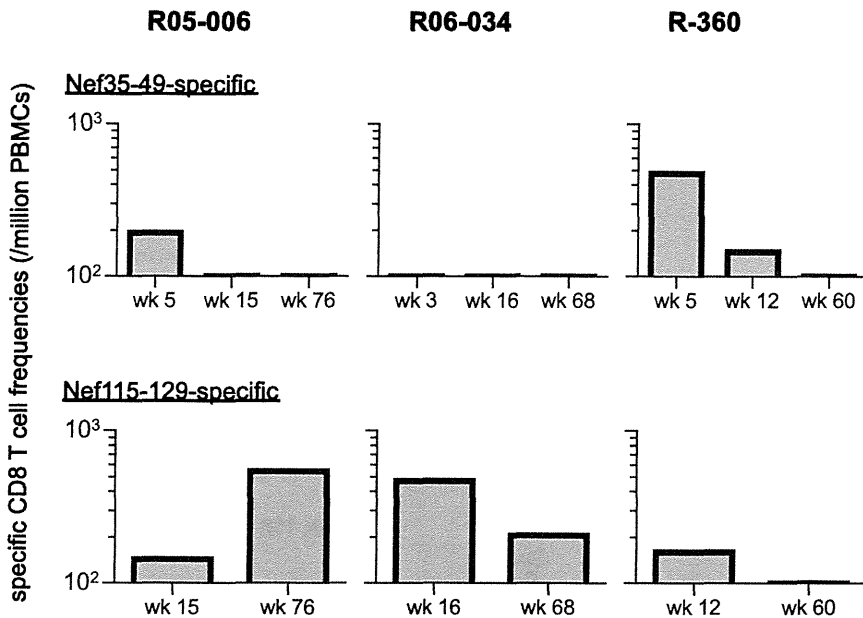 R05-006 R06-034 R-360
specific CD8 T cell frequencies (/million PBMCs)
Nef35-49-specific
10³
10²
wk 5 wk 15 wk 76 wk 3 wk 16 wk 68 wk 5 wk 12 wk 60
Nef115-129-specific
10³
10²
wk 15 wk 76 wk 16 wk 68 wk 12 wk 60